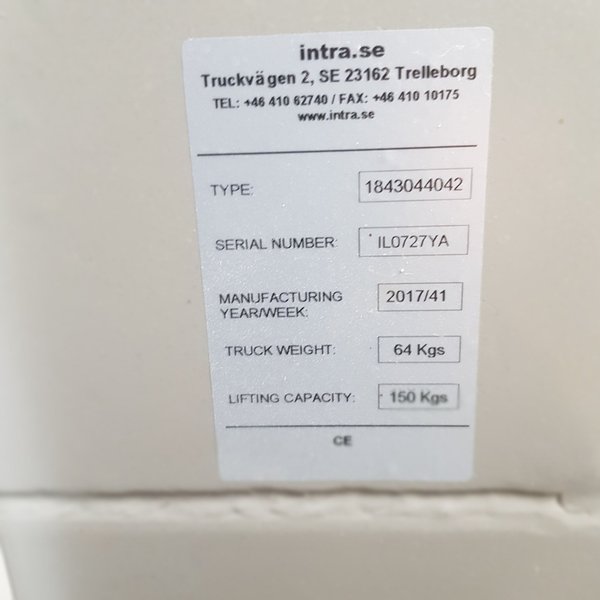 intra.se
Truckvägen 2, SE 23162 Trelleborg
TEL: +46 410 62740 / FAX: +46 410 10175
www.intra.se
TYPE: 1843044042
SERIAL NUMBER: IL0727YA
MANUFACTURING YEAR/WEEK: 2017/41
TRUCK WEIGHT: 64 Kgs
LIFTING CAPACITY: 150 Kgs
CE